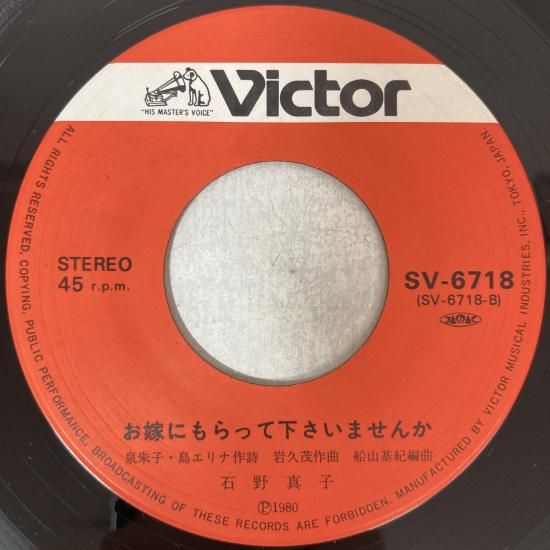 Victor
"HIS MASTER'S VOICE"
STEREO
45 r.p.m.
SV-6718
(SV-6718-B)
JASRAC
お嫁にもらって下さいませんか
泉朱子・島エリナ作詩 岩久茂作曲 船山基紀編曲
石野真子
Ⓟ1980
ALL RIGHTS RESERVED, COPYING, PUBLIC PERFORMANCE, BROADCASTING OF THESE RECORDS ARE FORBIDDEN. MANUFACTURED BY VICTOR MUSICAL INDUSTRIES, INC., TOKYO, JAPAN.